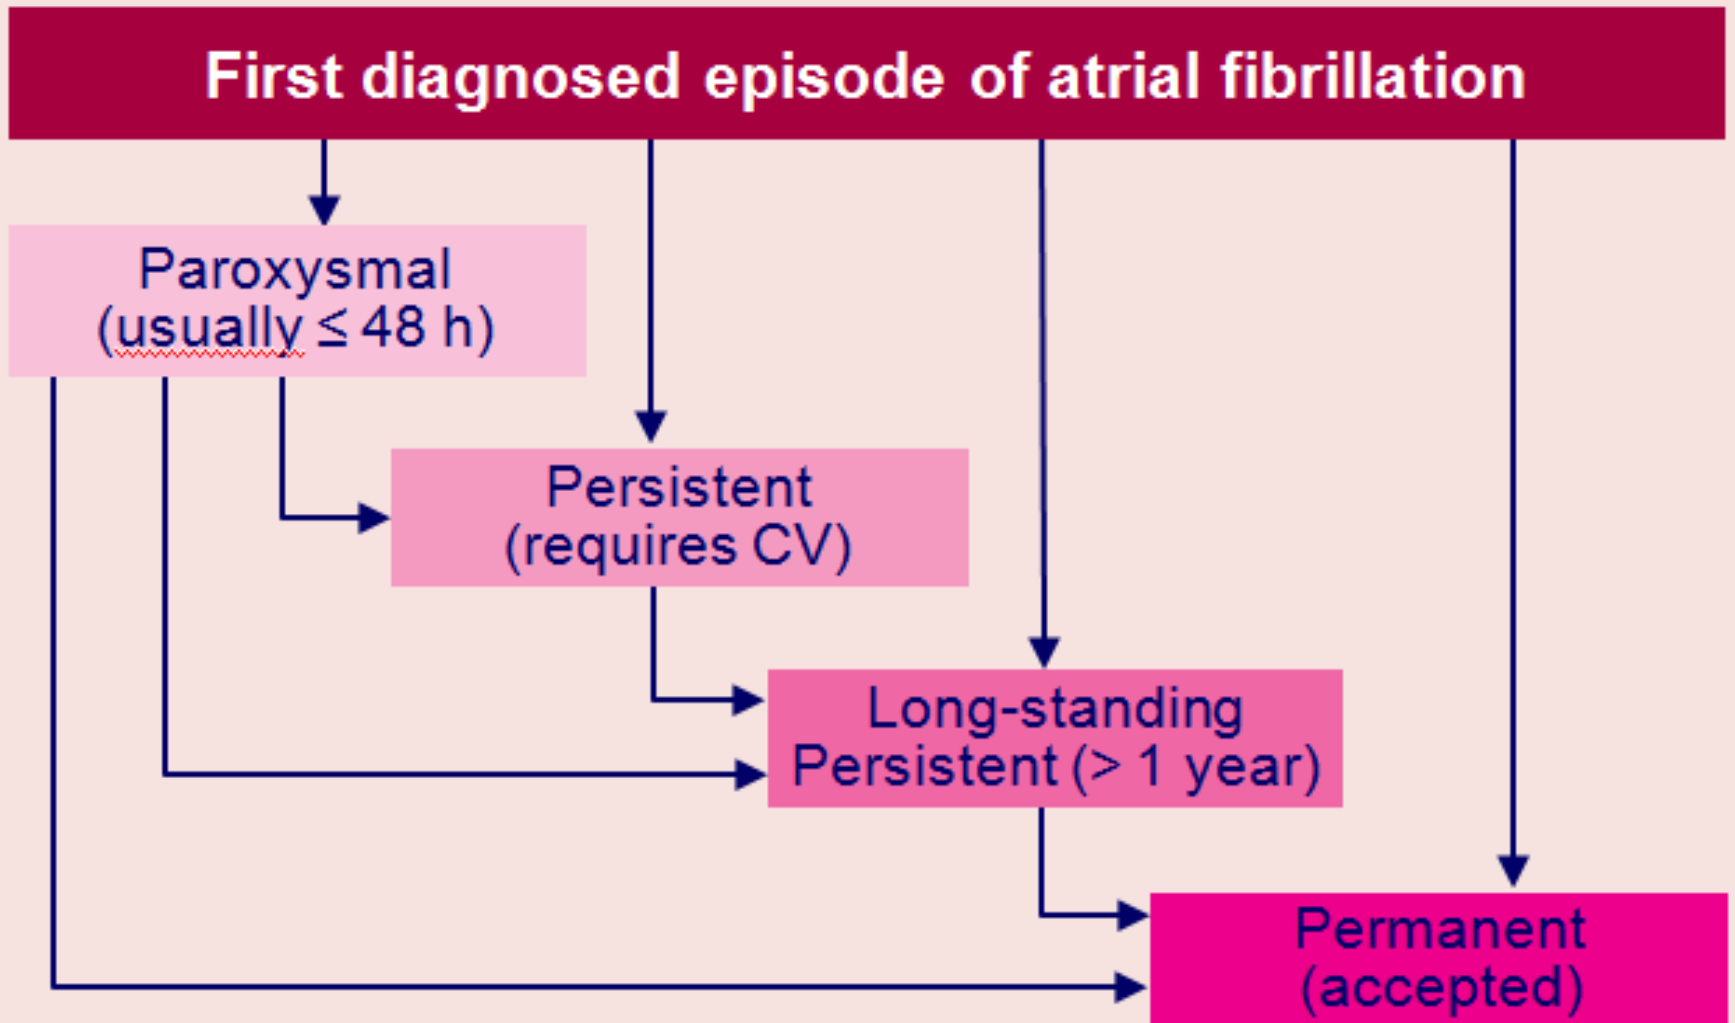 First diagnosed episode of atrial fibrillation
Paroxysmal
(usually ≤ 48 h)
Persistent
(requires CV)
Long-standing
Persistent (> 1 year)
Permanent
(accepted)